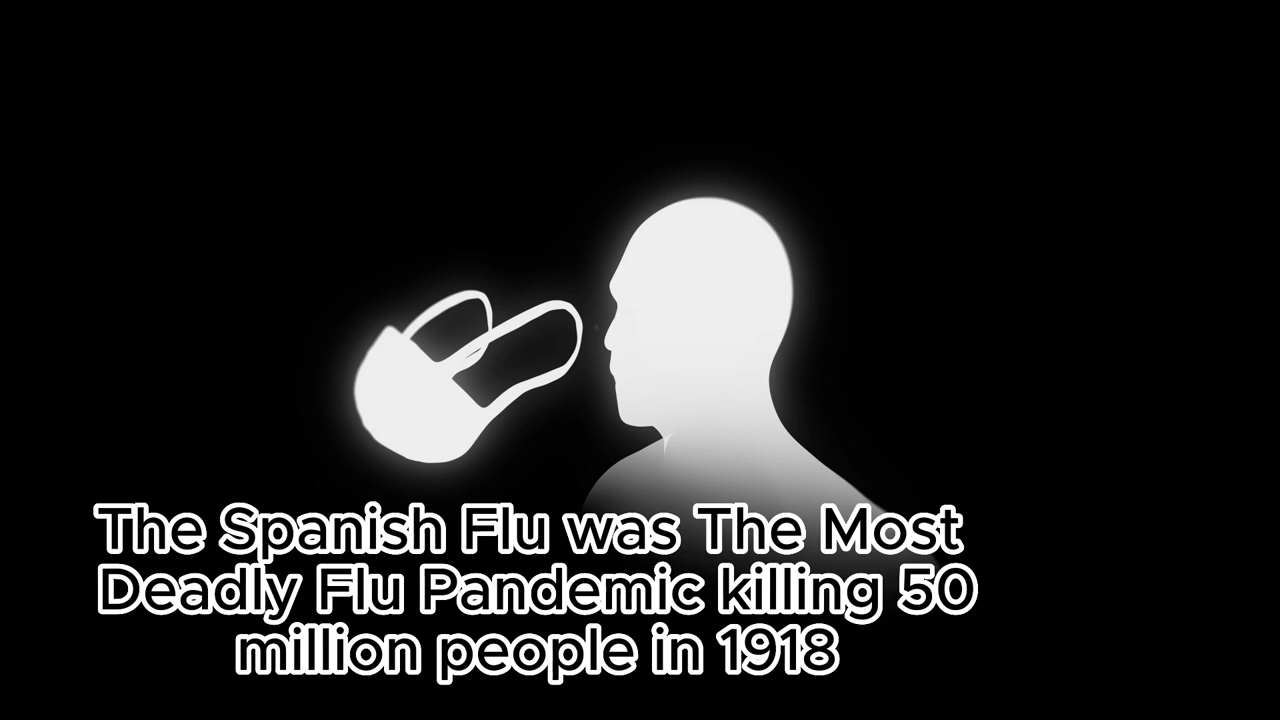 The Spanish Flu was The Most
Deadly Flu Pandemic killing 50
million people in 1918